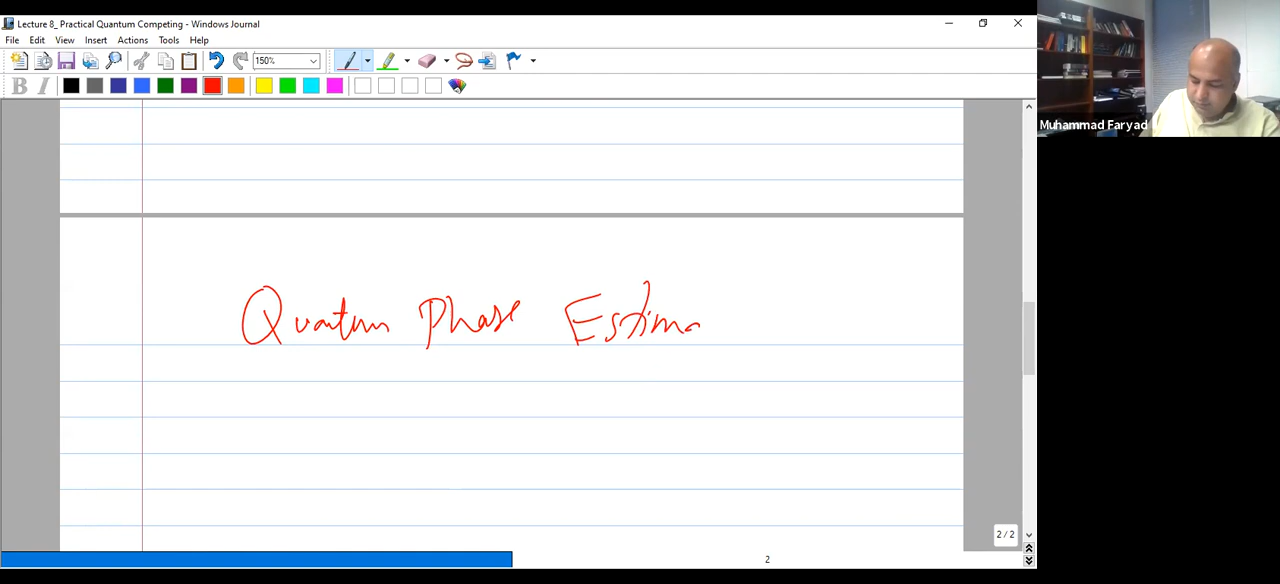 Lecture 8_ Practical Quantum Competing - Windows Journal
File Edit View Insert Actions Tools Help
150%
B I
Muhammad Faryad
Quantum Phase Estima
2 / 2
2